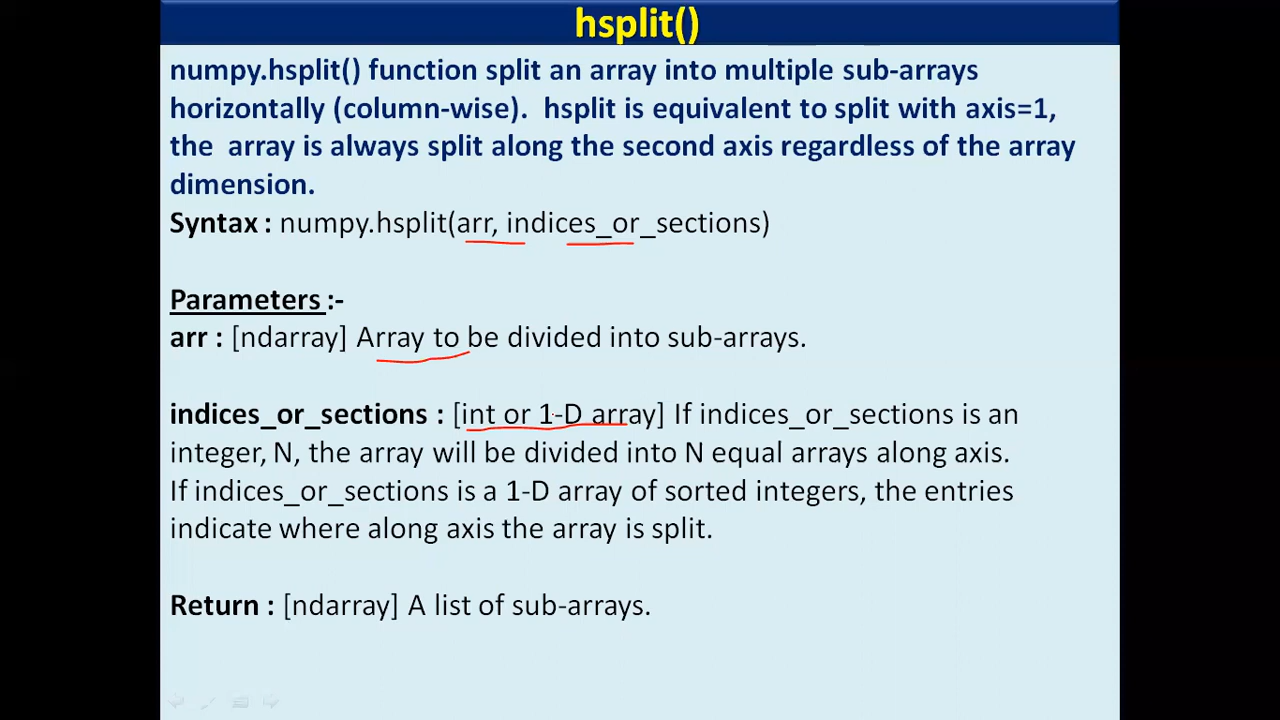 hsplit()
numpy.hsplit() function split an array into multiple sub-arrays
horizontally (column-wise).  hsplit is equivalent to split with axis=1,
the  array is always split along the second axis regardless of the array
dimension.
Syntax : numpy.hsplit(arr, indices_or_sections)
Parameters :-
arr : [ndarray] Array to be divided into sub-arrays.
indices_or_sections : [int or 1-D array] If indices_or_sections is an
integer, N, the array will be divided into N equal arrays along axis.
If indices_or_sections is a 1-D array of sorted integers, the entries
indicate where along axis the array is split.
Return : [ndarray] A list of sub-arrays.